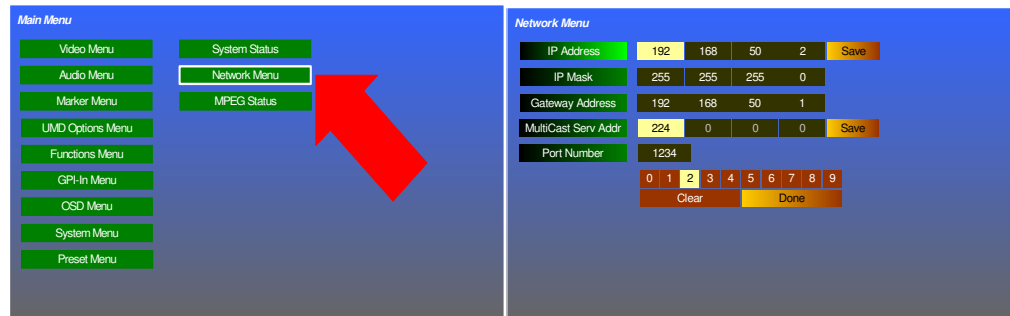 Main Menu
Video Menu System Status
Audio Menu Network Menu
Marker Menu MPEG Status
UMD Options Menu
Functions Menu
GPI-In Menu
OSD Menu
System Menu
Preset Menu
Network Menu
IP Address 192 168 50 2 Save
IP Mask 255 255 255 0
Gateway Address 192 168 50 1
MultiCast Serv Addr 224 0 0 0 Save
Port Number 1234
0 1 2 3 4 5 6 7 8 9
Clear Done